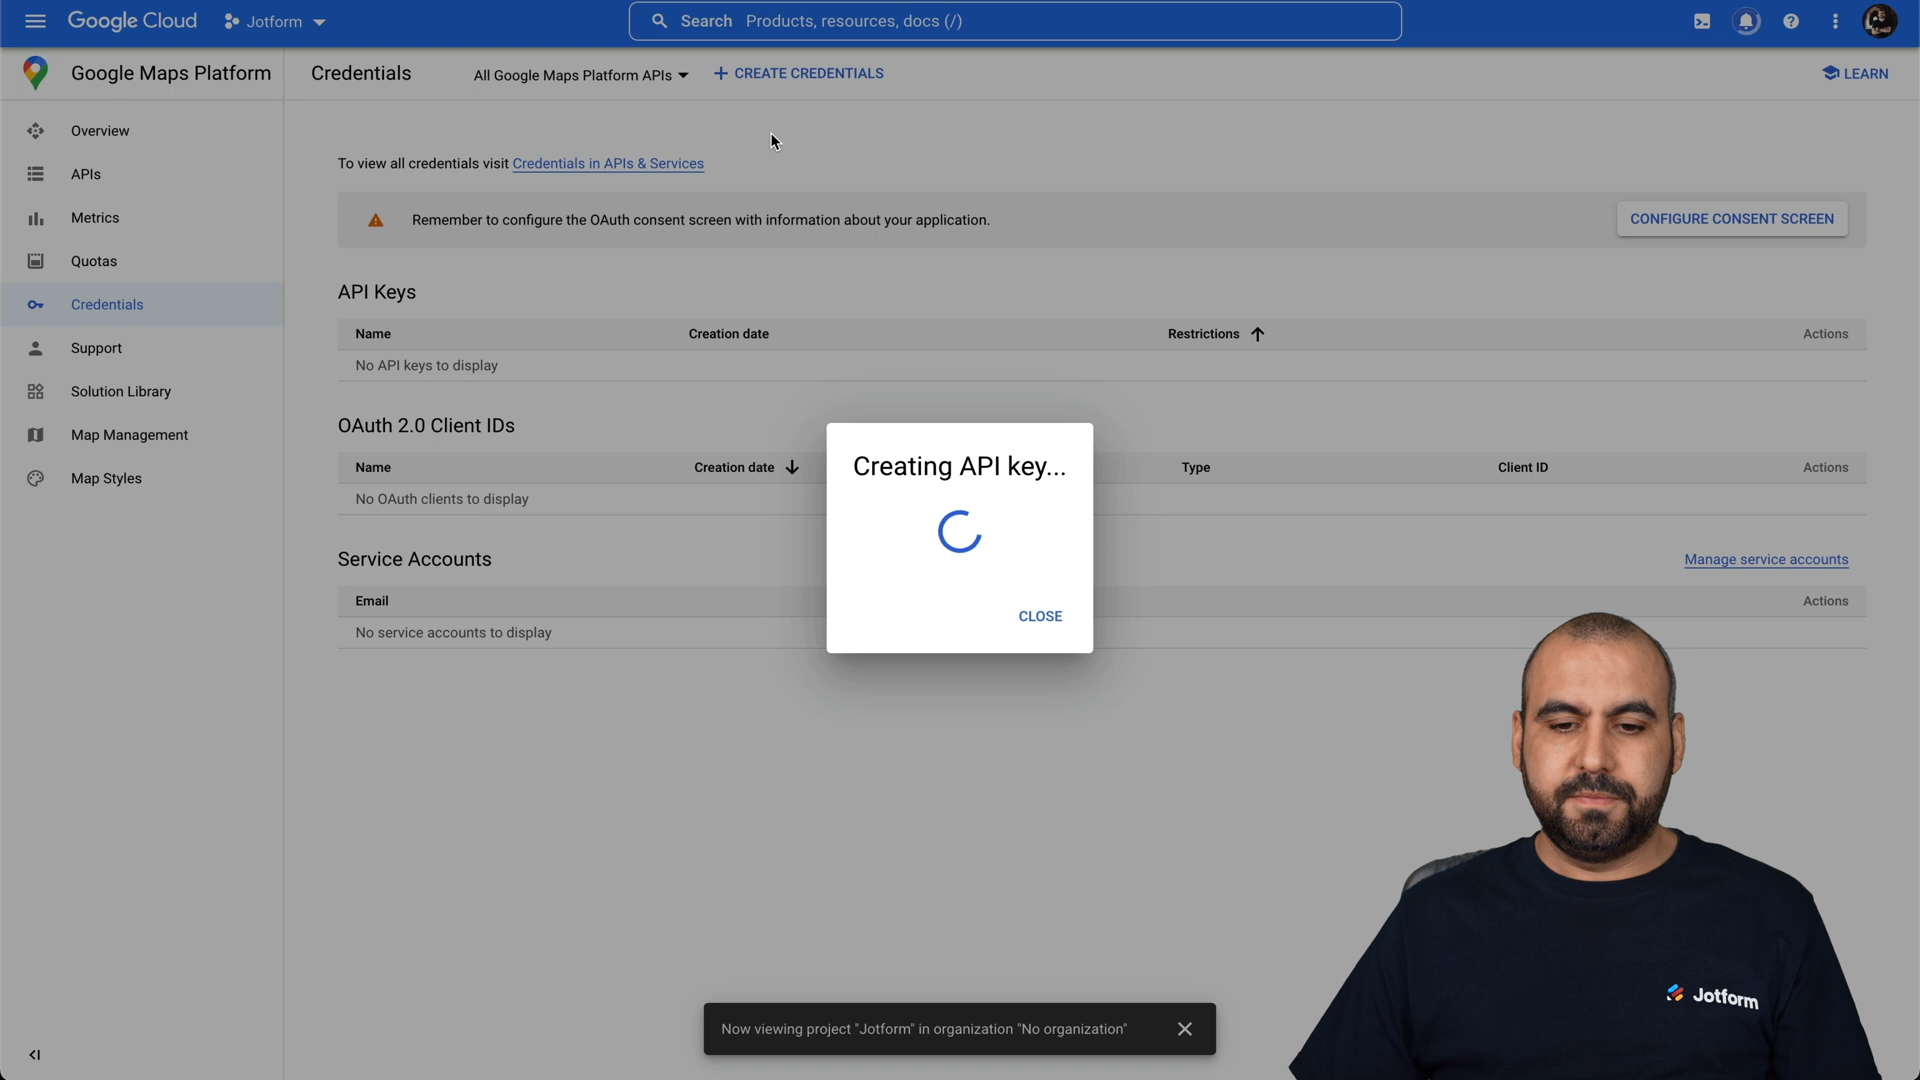 Google Cloud
Jotform
Search Products, resources, docs (/)
Google Maps Platform
Credentials
All Google Maps Platform APIs
+ CREATE CREDENTIALS
LEARN
Overview
APIs
Metrics
Quotas
Credentials
Support
Solution Library
Map Management
Map Styles
To view all credentials visit Credentials in APIs & Services
Remember to configure the OAuth consent screen with information about your application.
CONFIGURE CONSENT SCREEN
API Keys
Name Creation date Restrictions Actions
No API keys to display
OAuth 2.0 Client IDs
Name Creation date Type Client ID Actions
No OAuth clients to display
Service Accounts
Manage service accounts
Email Actions
No service accounts to display
Creating API key...
CLOSE
Jotform
Now viewing project "Jotform" in organization "No organization"